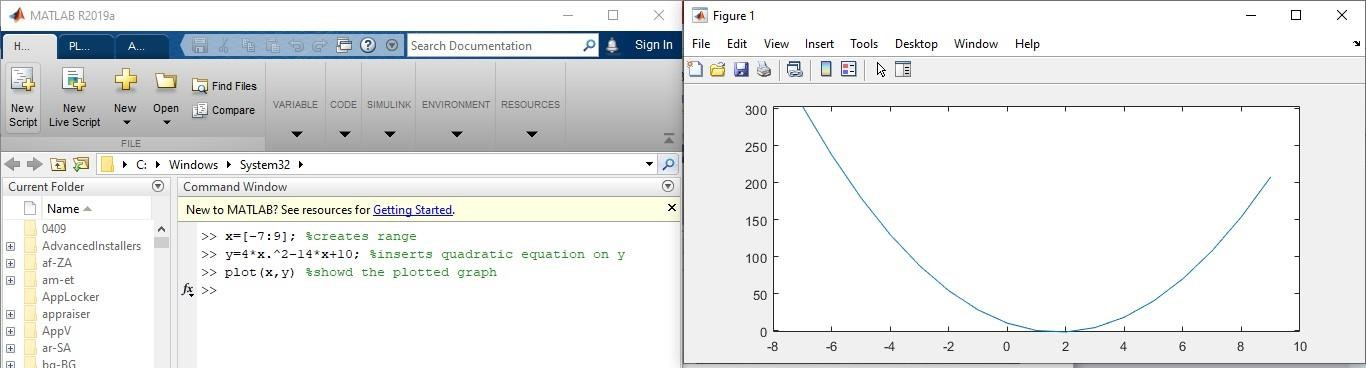 MATLAB R2019a
H...
PL...
A...
Search Documentation
Sign In
New
Script
New
Live Script
New
Open
Find Files
Compare
FILE
VARIABLE
CODE
SIMULINK
ENVIRONMENT
RESOURCES
C: Windows System32
Current Folder
Name
0409
AdvancedInstallers
af-ZA
am-et
AppLocker
appraiser
AppV
ar-SA
bg-BG
Command Window
New to MATLAB? See resources for Getting Started.
>> x=[-7:9]; %creates range
>> y=4*x.^2-14*x+10; %inserts quadratic equation on y
>> plot(x,y) %showd the plotted graph
fx >>
Figure 1
File Edit View Insert Tools Desktop Window Help
300
250
200
150
100
50
0
-8 -6 -4 -2 0 2 4 6 8 10